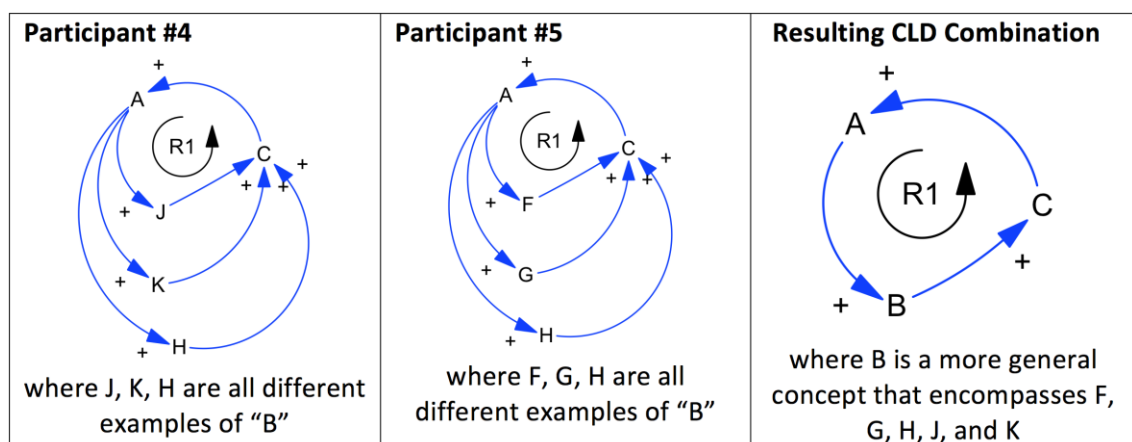 Participant #4
+
A
R1
C
+
+
+
+
J
+
K
+
H
where J, K, H are all different
examples of “B”
Participant #5
+
A
R1
C
+
+
+
+
F
+
G
+
H
where F, G, H are all
different examples of “B”
Resulting CLD Combination
+
A
R1
C
+
+
B
where B is a more general
concept that encompasses F,
G, H, J, and K